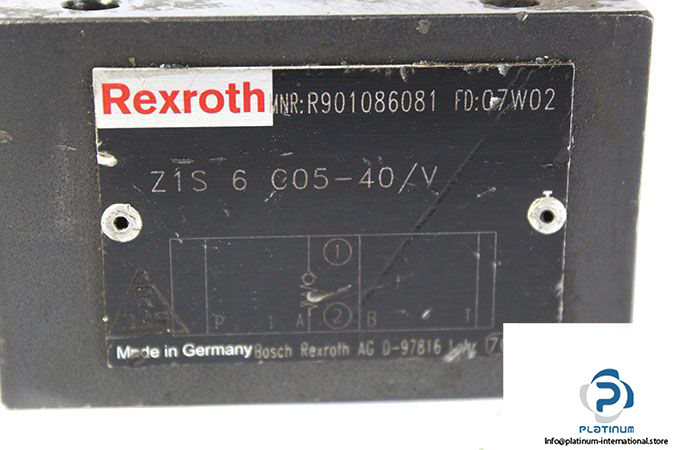 Rexroth MNR:R901086081 FD:07W02
Z1S 6 C05-40/V
1
P A 2 B T
Made in Germany Bosch Rexroth AG D-97816 Lohr
PLATINUM
Info@platinum-international.store